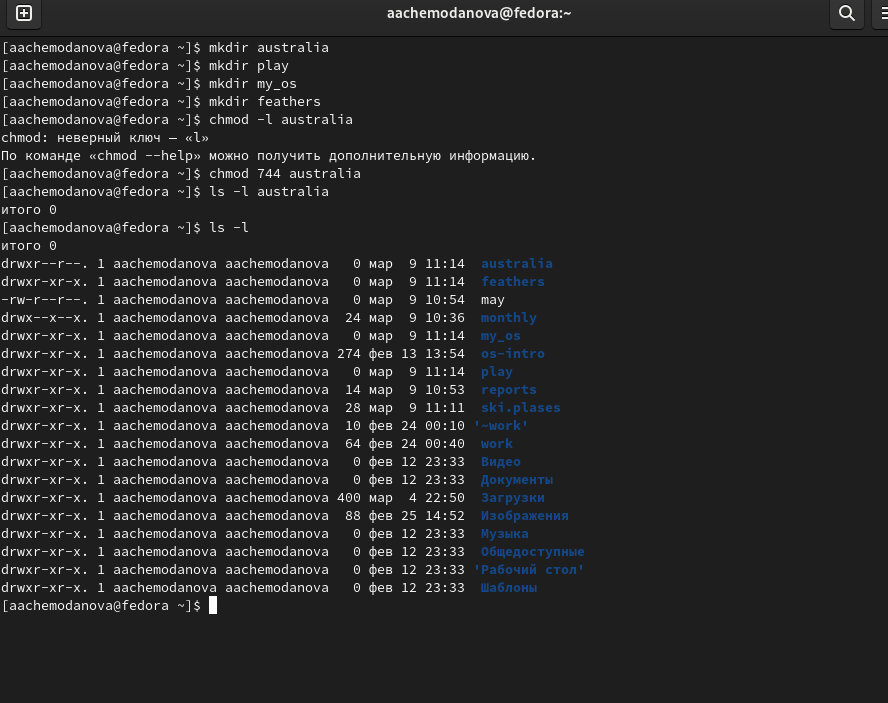 aachemodanova@fedora:~
[aachemodanova@fedora ~]$ mkdir australia
[aachemodanova@fedora ~]$ mkdir play
[aachemodanova@fedora ~]$ mkdir my_os
[aachemodanova@fedora ~]$ mkdir feathers
[aachemodanova@fedora ~]$ chmod -l australia
chmod: неверный ключ — «l»
По команде «chmod --help» можно получить дополнительную информацию.
[aachemodanova@fedora ~]$ chmod 744 australia
[aachemodanova@fedora ~]$ ls -l australia
итого 0
[aachemodanova@fedora ~]$ ls -l
итого 0
drwxr--r--. 1 aachemodanova aachemodanova   0 мар  9 11:14  australia
drwxr-xr-x. 1 aachemodanova aachemodanova   0 мар  9 11:14  feathers
-rw-r--r--. 1 aachemodanova aachemodanova   0 мар  9 10:54  may
drwx--x--x. 1 aachemodanova aachemodanova  24 мар  9 10:36  monthly
drwxr-xr-x. 1 aachemodanova aachemodanova   0 мар  9 11:14  my_os
drwxr-xr-x. 1 aachemodanova aachemodanova 274 фев 13 13:54  os-intro
drwxr-xr-x. 1 aachemodanova aachemodanova   0 мар  9 11:14  play
drwxr-xr-x. 1 aachemodanova aachemodanova  14 мар  9 10:53  reports
drwxr-xr-x. 1 aachemodanova aachemodanova  28 мар  9 11:11  ski.plases
drwxr-xr-x. 1 aachemodanova aachemodanova  10 фев 24 00:10 '~work'
drwxr-xr-x. 1 aachemodanova aachemodanova  64 фев 24 00:40  work
drwxr-xr-x. 1 aachemodanova aachemodanova   0 фев 12 23:33  Видео
drwxr-xr-x. 1 aachemodanova aachemodanova   0 фев 12 23:33  Документы
drwxr-xr-x. 1 aachemodanova aachemodanova 400 мар  4 22:50  Загрузки
drwxr-xr-x. 1 aachemodanova aachemodanova  88 фев 25 14:52  Изображения
drwxr-xr-x. 1 aachemodanova aachemodanova   0 фев 12 23:33  Музыка
drwxr-xr-x. 1 aachemodanova aachemodanova   0 фев 12 23:33  Общедоступные
drwxr-xr-x. 1 aachemodanova aachemodanova   0 фев 12 23:33 'Рабочий стол'
drwxr-xr-x. 1 aachemodanova aachemodanova   0 фев 12 23:33  Шаблоны
[aachemodanova@fedora ~]$